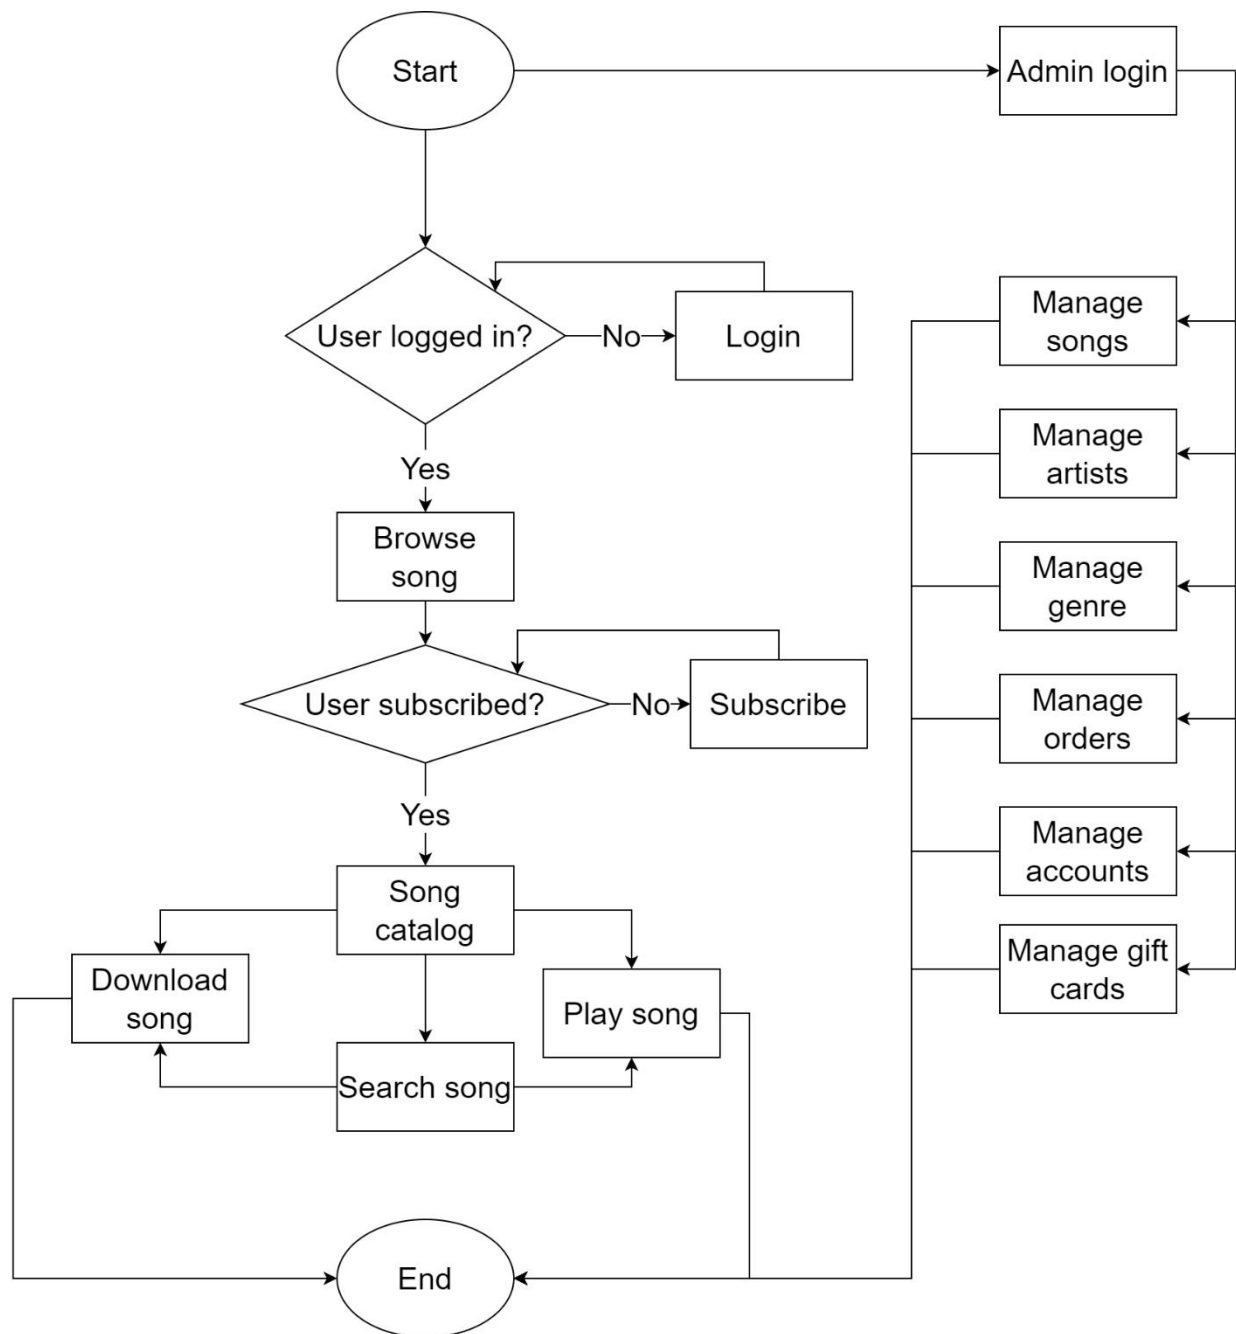 Start
Admin login
User logged in?
No
Login
Yes
Browse
song
User subscribed?
No
Subscribe
Yes
Song
catalog
Download
song
Play song
Search song
End
Manage
songs
Manage
artists
Manage
genre
Manage
orders
Manage
accounts
Manage gift
cards